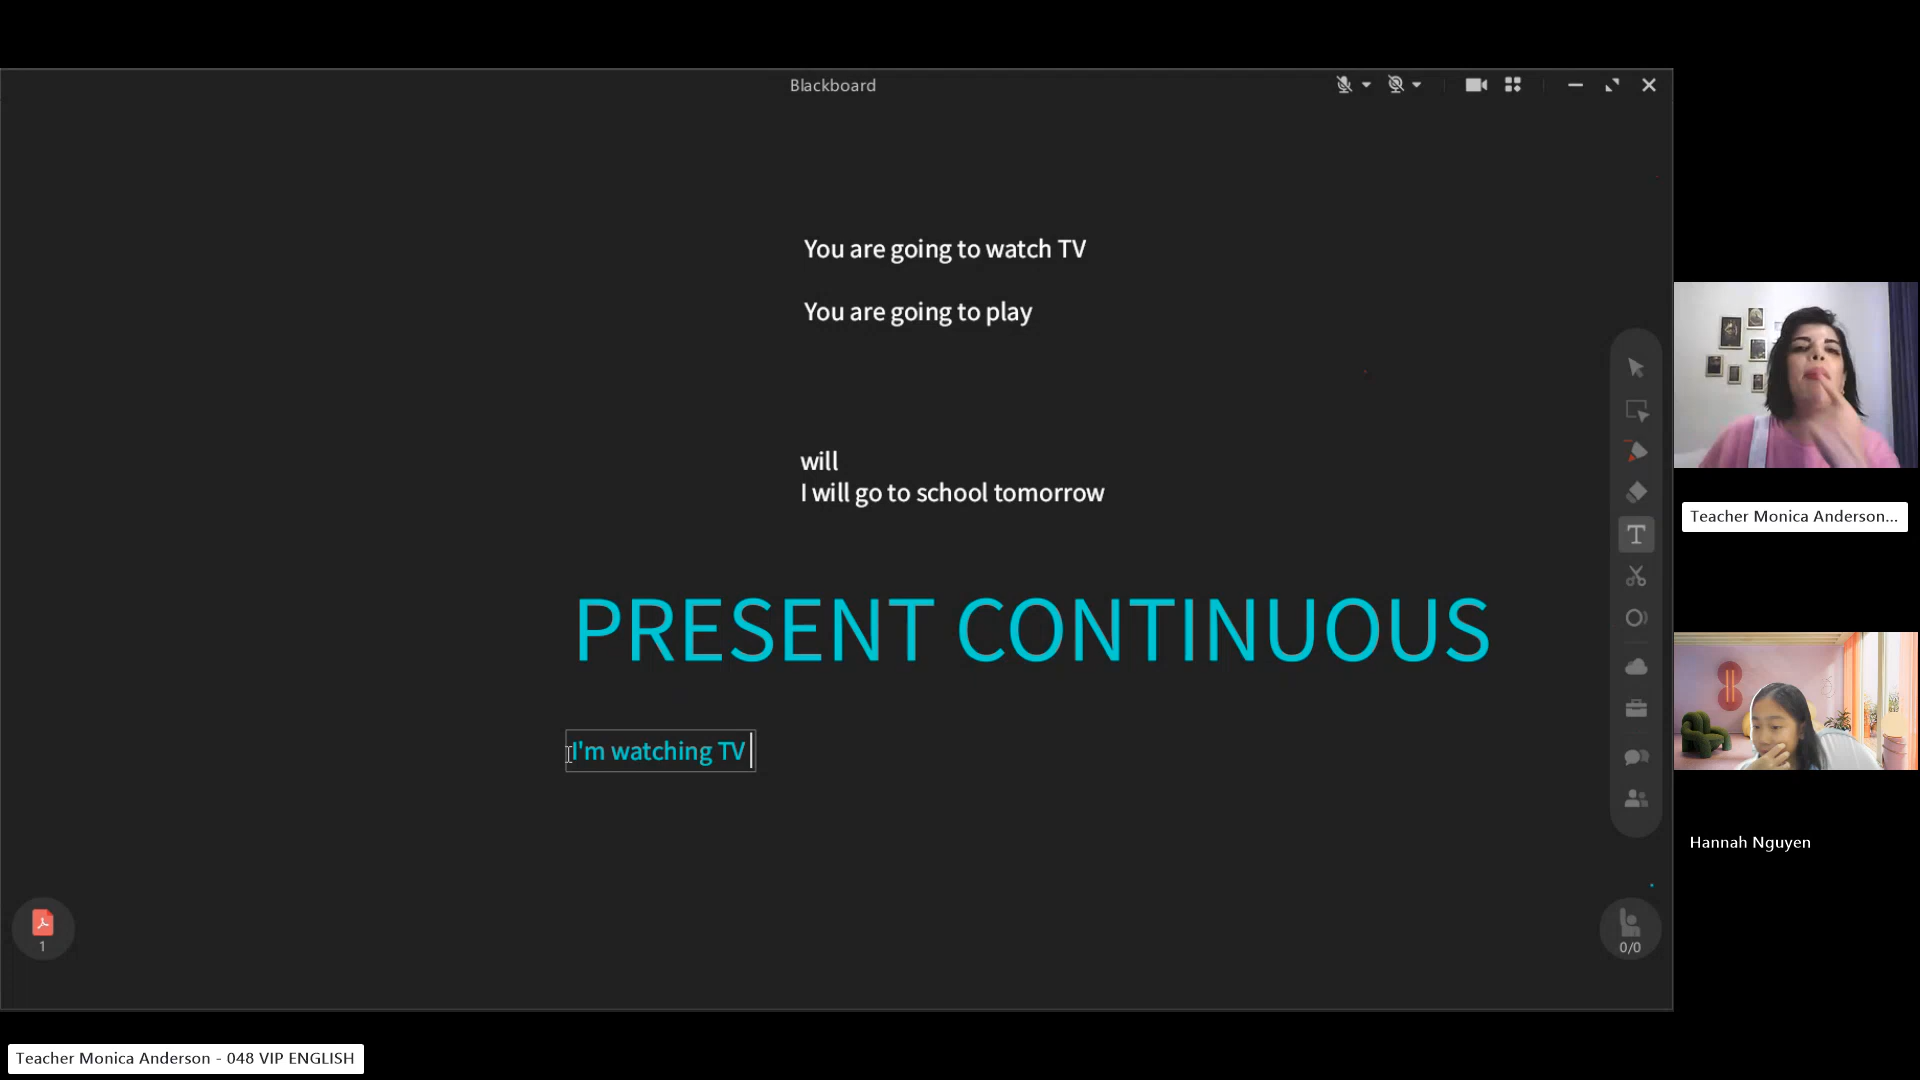 Blackboard
You are going to watch TV
You are going to play
will
I will go to school tomorrow
PRESENT CONTINUOUS
I'm watching TV
Teacher Monica Anderson...
Hannah Nguyen
1
0/0
Teacher Monica Anderson - 048 VIP ENGLISH